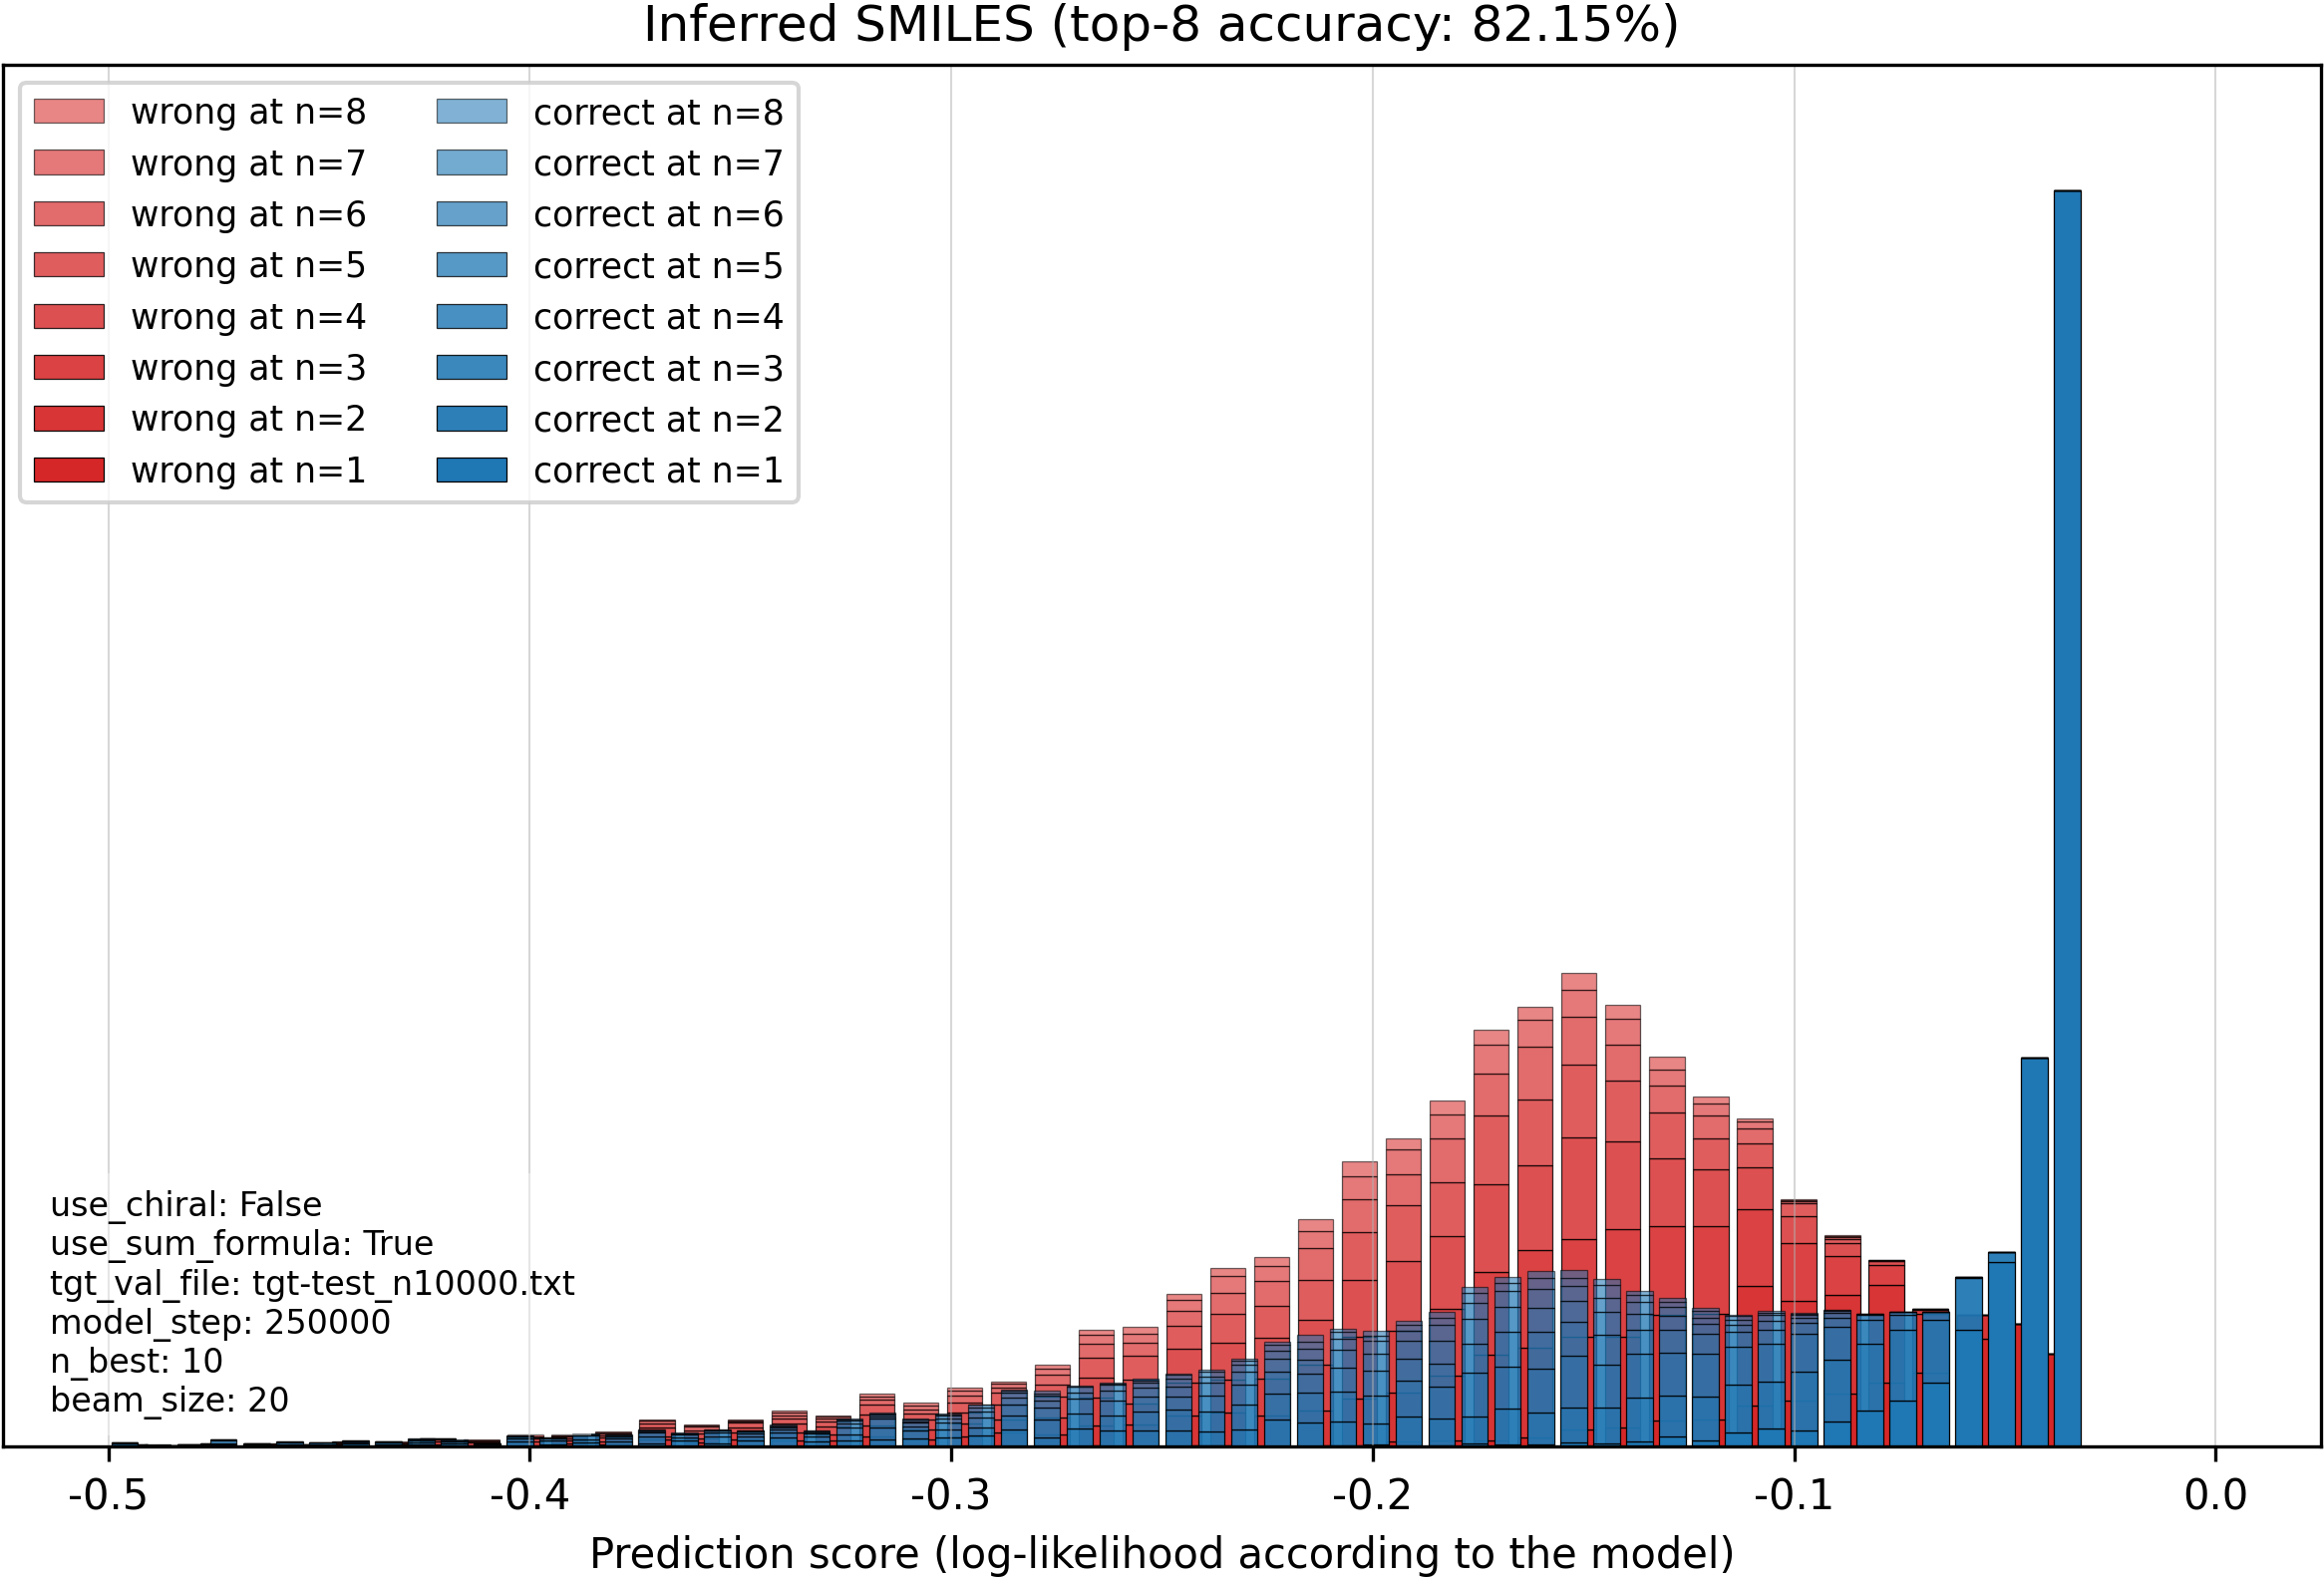 Inferred SMILES (top-8 accuracy: 82.15%)
wrong at n=8
wrong at n=7
wrong at n=6
wrong at n=5
wrong at n=4
wrong at n=3
wrong at n=2
wrong at n=1
correct at n=8
correct at n=7
correct at n=6
correct at n=5
correct at n=4
correct at n=3
correct at n=2
correct at n=1
use_chiral: False
use_sum_formula: True
tgt_val_file: tgt-test_n10000.txt
model_step: 250000
n_best: 10
beam_size: 20
-0.5 -0.4 -0.3 -0.2 -0.1 0.0
Prediction score (log-likelihood according to the model)